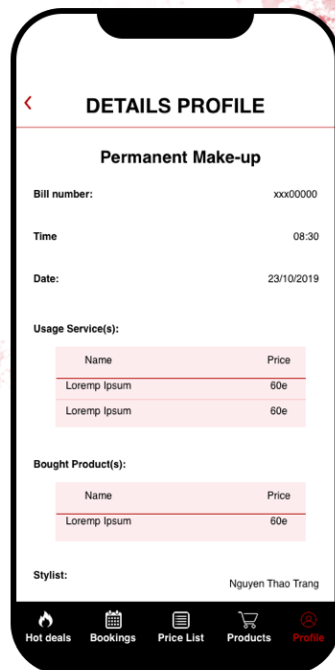 DETAILS PROFILE
Permanent Make-up
Bill number: xxx00000
Time 08:30
Date: 23/10/2019
Usage Service(s):
Name Price
Loremp Ipsum 60e
Loremp Ipsum 60e
Bought Product(s):
Name Price
Loremp Ipsum 60e
Stylist: Nguyen Thao Trang
Hot deals Bookings Price List Products Profile